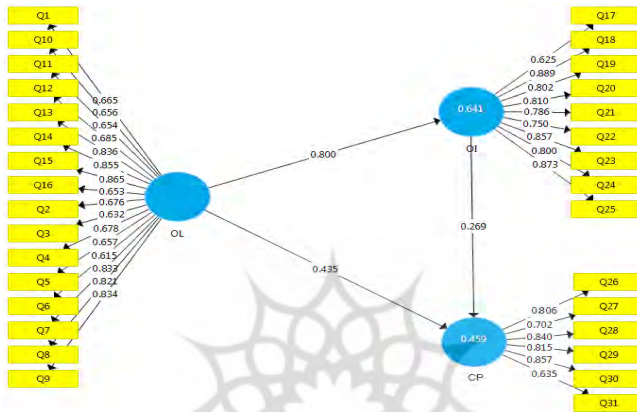 Q1
Q10
Q11
Q12
Q13
Q14
Q15
Q16
Q2
Q3
Q4
Q5
Q6
Q7
Q8
Q9
0.665
0.656
0.654
0.685
0.836
0.855
0.865
0.653
0.676
0.632
0.678
0.657
0.615
0.833
0.821
0.834
OL
0.800
0.435
0.641
OI
0.269
0.459
CP
0.625
0.889
0.802
0.810
0.786
0.750
0.857
0.800
0.873
Q17
Q18
Q19
Q20
Q21
Q22
Q23
Q24
Q25
0.806
0.702
0.840
0.815
0.857
0.635
Q26
Q27
Q28
Q29
Q30
Q31